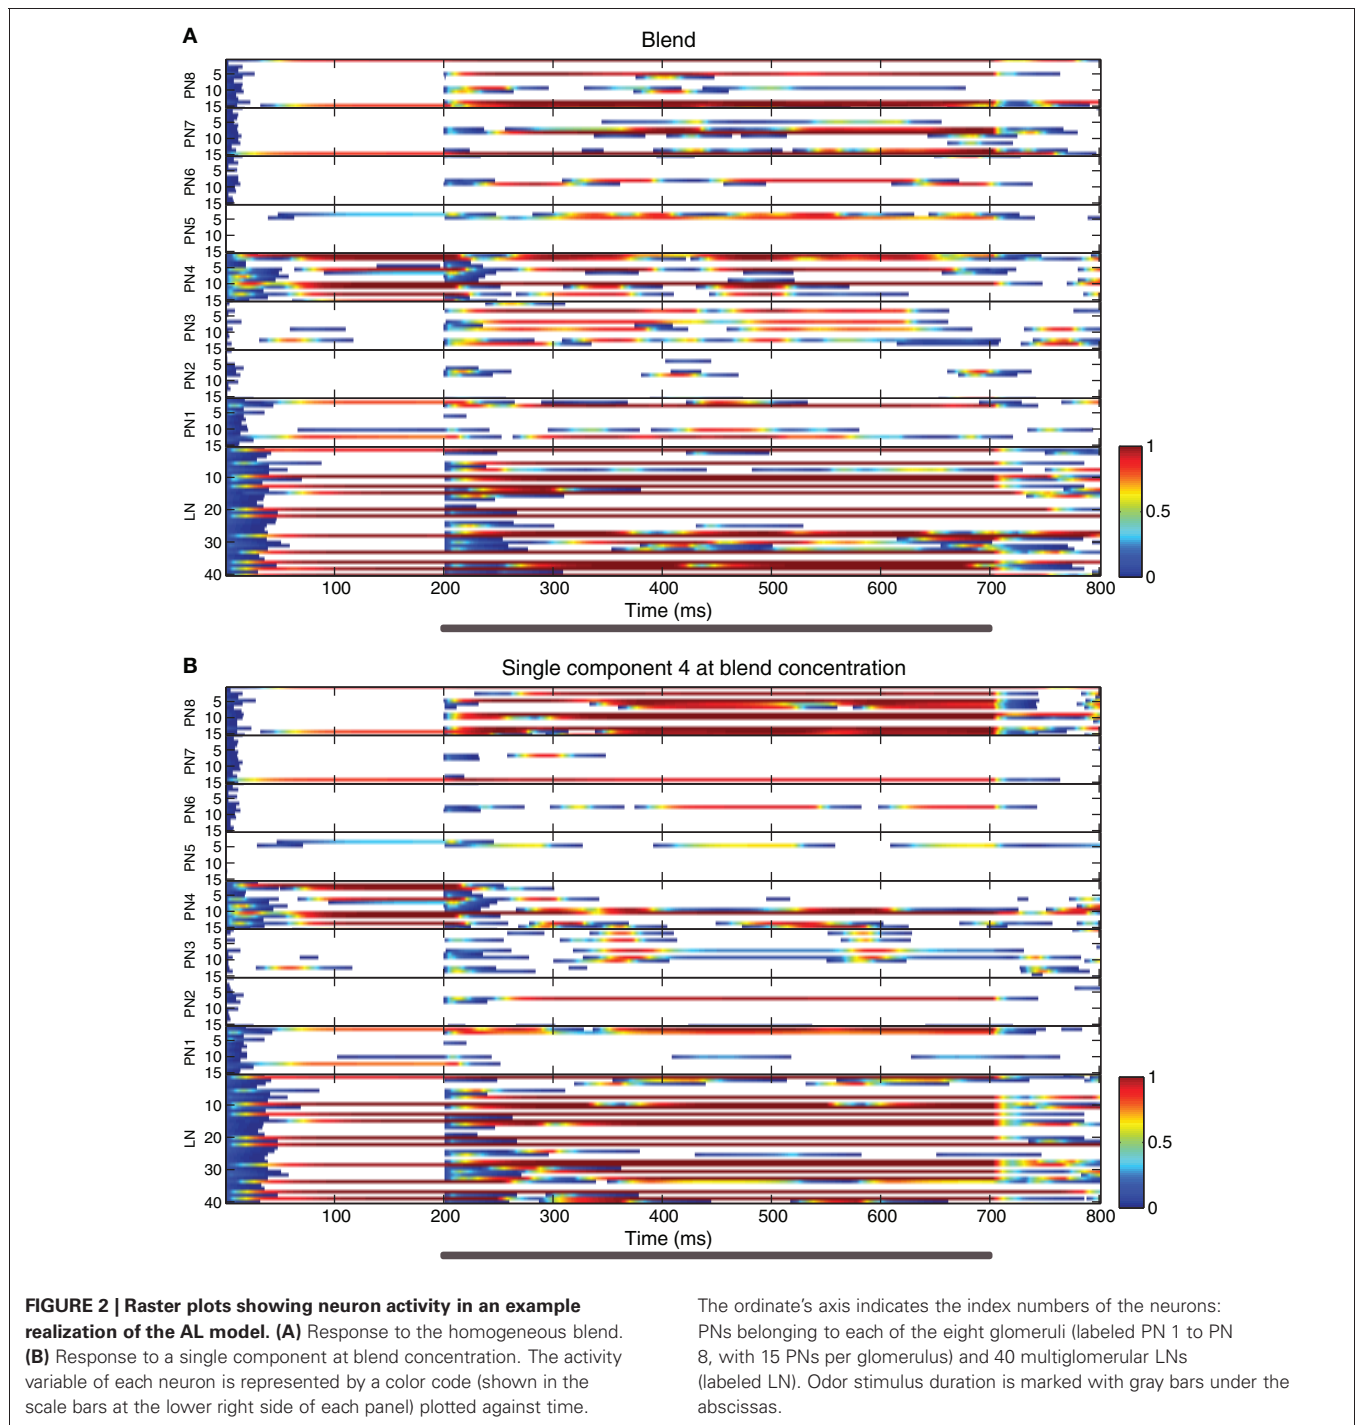 A
Blend
PN8
5
10
15
PN7
5
10
15
PN6
5
10
15
PN5
5
10
15
PN4
5
10
15
PN3
5
10
15
PN2
5
10
15
PN1
5
10
15
LN
10
20
30
40
1
0.5
0
100 200 300 400 500 600 700 800
Time (ms)
B
Single component 4 at blend concentration
PN8
5
10
15
PN7
5
10
15
PN6
5
10
15
PN5
5
10
15
PN4
5
10
15
PN3
5
10
15
PN2
5
10
15
PN1
5
10
15
LN
10
20
30
40
1
0.5
0
100 200 300 400 500 600 700 800
Time (ms)
FIGURE 2 | Raster plots showing neuron activity in an example
realization of the AL model. (A) Response to the homogeneous blend.
(B) Response to a single component at blend concentration. The activity
variable of each neuron is represented by a color code (shown in the
scale bars at the lower right side of each panel) plotted against time.
The ordinate's axis indicates the index numbers of the neurons:
PNs belonging to each of the eight glomeruli (labeled PN 1 to PN
8, with 15 PNs per glomerulus) and 40 multiglomerular LNs
(labeled LN). Odor stimulus duration is marked with gray bars under the
abscissas.